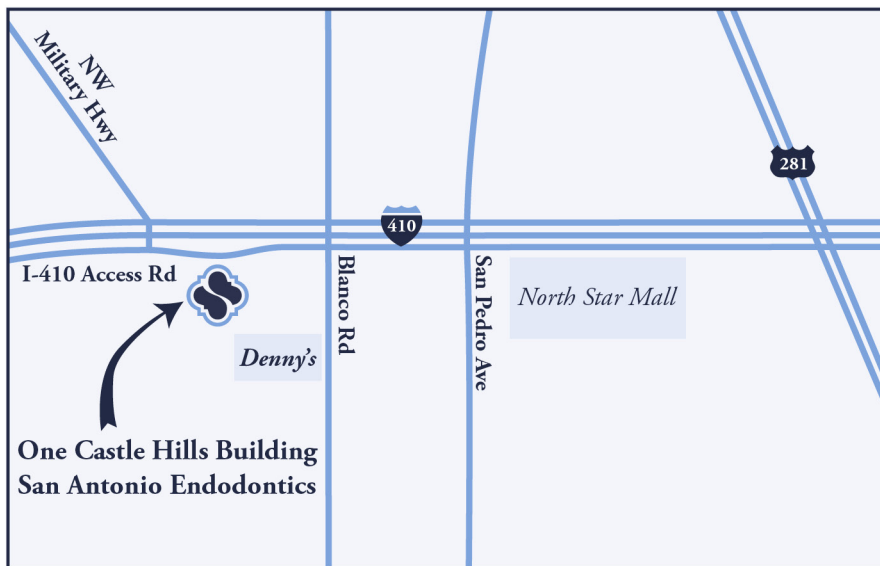 NW
Military Hwy
281
410
I-410 Access Rd
Blanco Rd
San Pedro Ave
North Star Mall
Denny's
One Castle Hills Building
San Antonio Endodontics